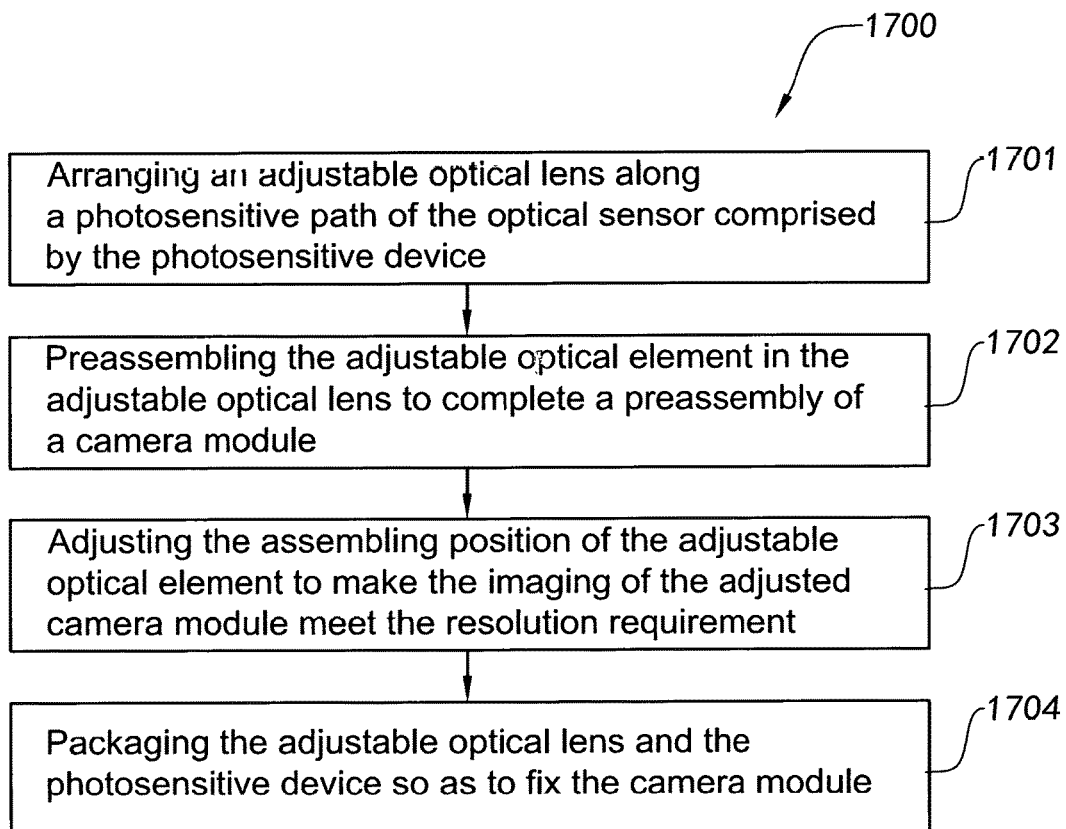 1700
1701
Arranging an adjustable optical lens along
a photosensitive path of the optical sensor comprised
by the photosensitive device
1702
Preassembling the adjustable optical element in the
adjustable optical lens to complete a preassembly of
a camera module
1703
Adjusting the assembling position of the adjustable
optical element to make the imaging of the adjusted
camera module meet the resolution requirement
1704
Packaging the adjustable optical lens and the
photosensitive device so as to fix the camera module